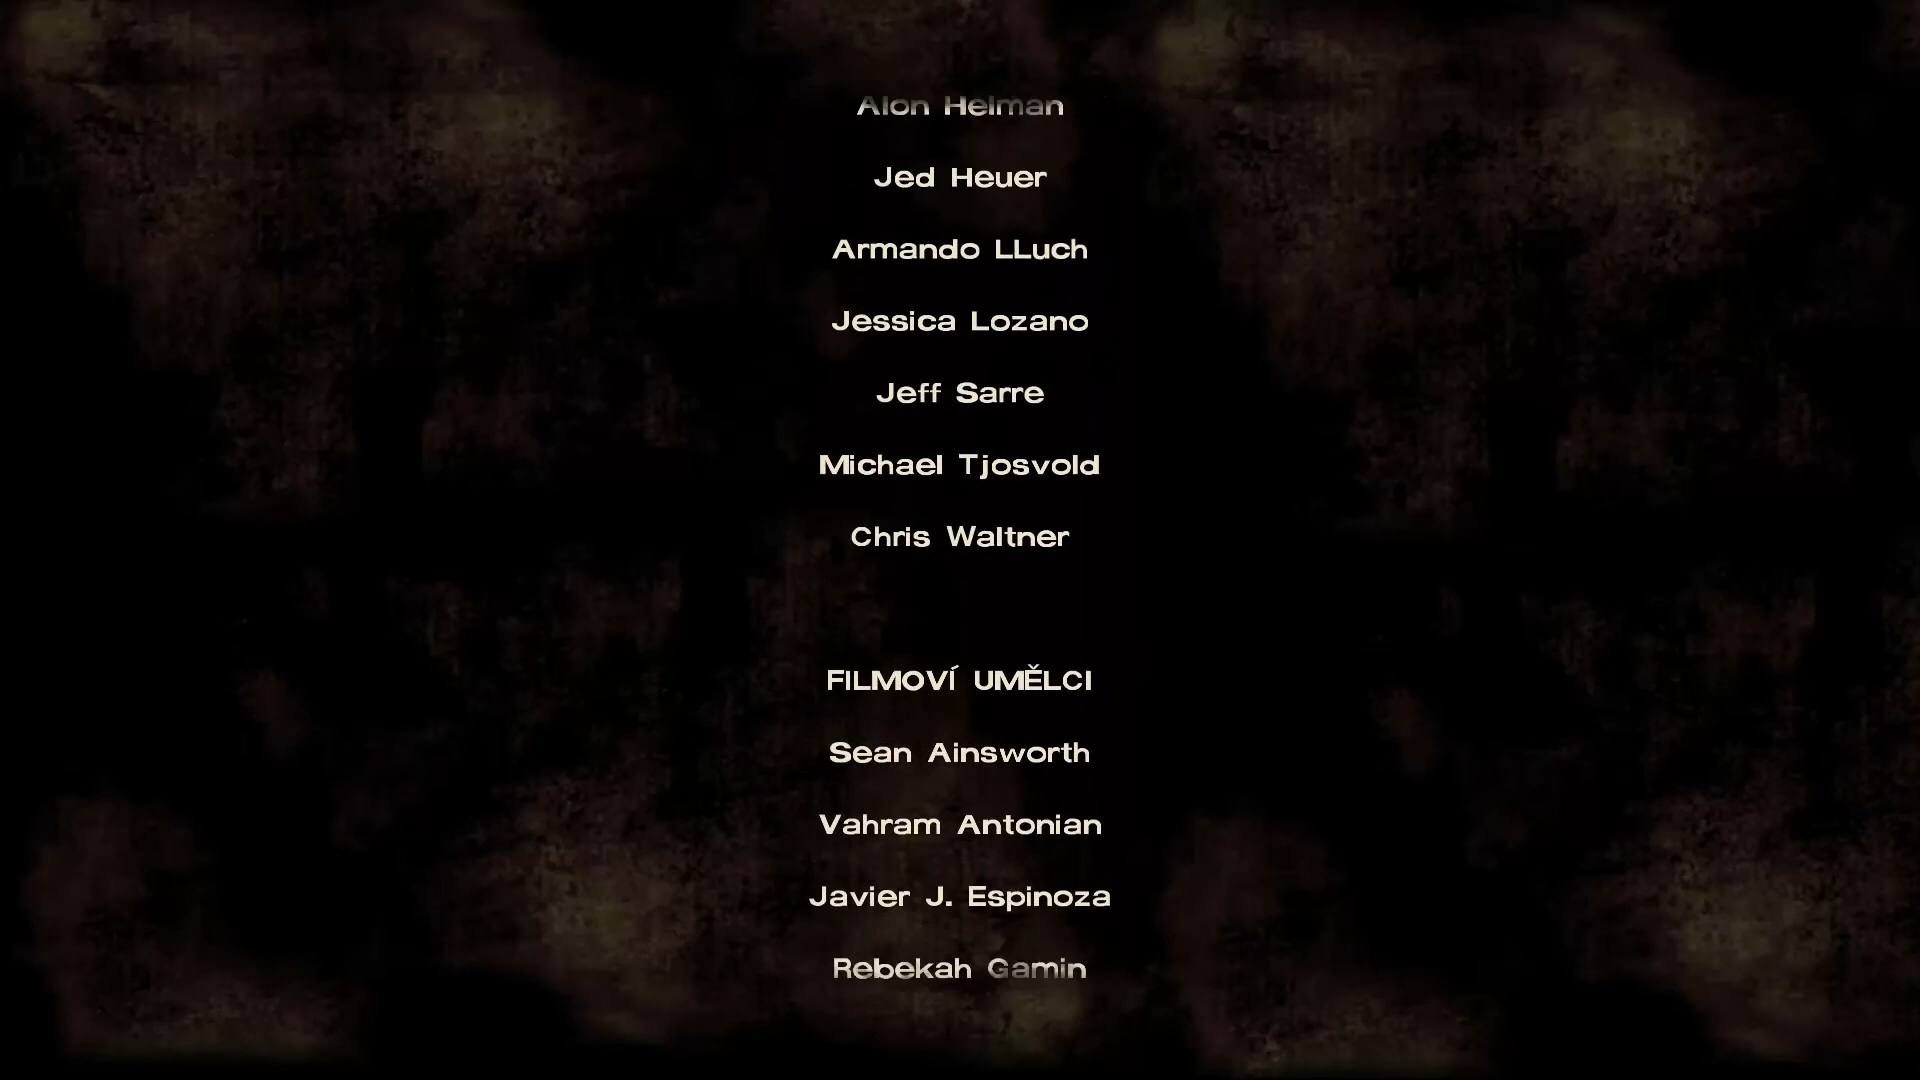 Alon Helman
Jed Heuer
Armando LLuch
Jessica Lozano
Jeff Sarre
Michael Tjosvold
Chris Waltner
FILMOVÍ UMĚLCI
Sean Ainsworth
Vahram Antonian
Javier J. Espinoza
Rebekah Gamin